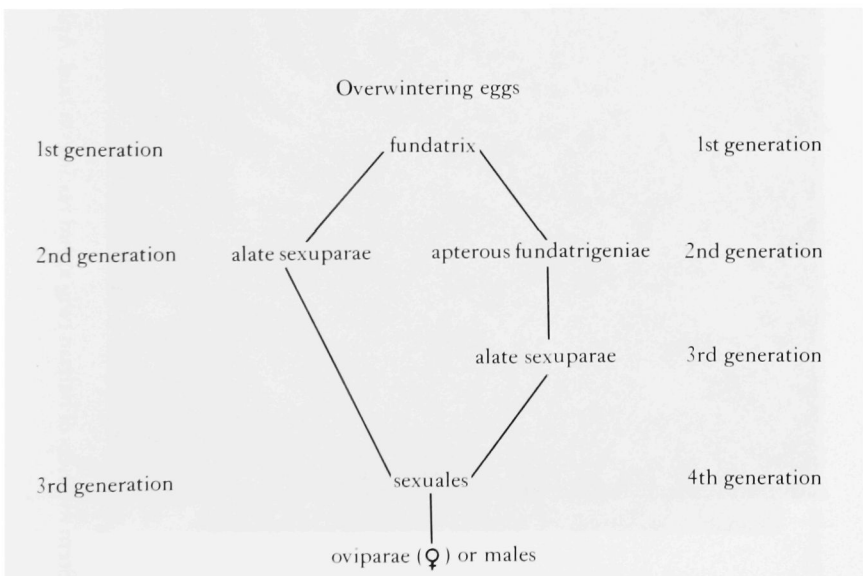 Overwintering eggs
1st generation fundatrix 1st generation
2nd generation alate sexuparae apterous fundatrigeniae 2nd generation
alate sexuparae 3rd generation
3rd generation sexuales 4th generation
oviparae (♀) or males